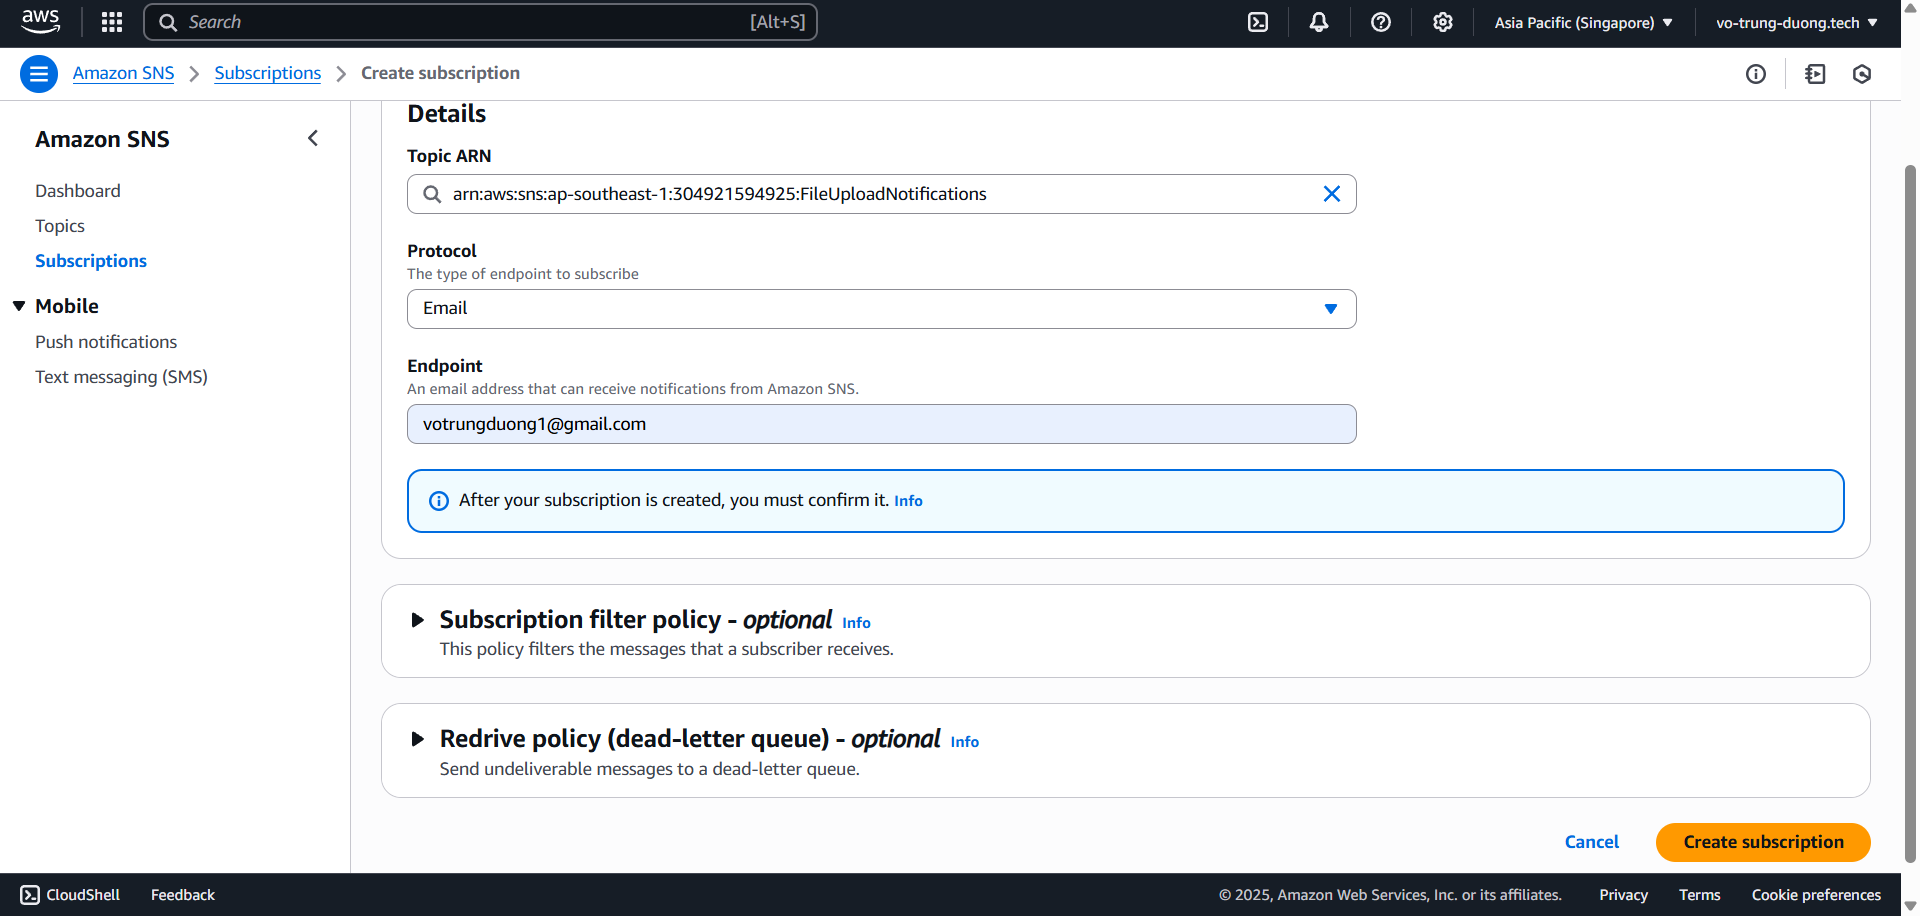 aws
Search [Alt+S]
Asia Pacific (Singapore)
vo-trung-duong.tech
Amazon SNS
Subscriptions
Create subscription
Amazon SNS
Dashboard
Topics
Subscriptions
Mobile
Push notifications
Text messaging (SMS)
Details
Topic ARN
arn:aws:sns:ap-southeast-1:304921594925:FileUploadNotifications
Protocol
The type of endpoint to subscribe
Email
Endpoint
An email address that can receive notifications from Amazon SNS.
votrungduong1@gmail.com
After your subscription is created, you must confirm it. Info
Subscription filter policy - optional Info
This policy filters the messages that a subscriber receives.
Redrive policy (dead-letter queue) - optional Info
Send undeliverable messages to a dead-letter queue.
Cancel
Create subscription
CloudShell
Feedback
© 2025, Amazon Web Services, Inc. or its affiliates.
Privacy
Terms
Cookie preferences